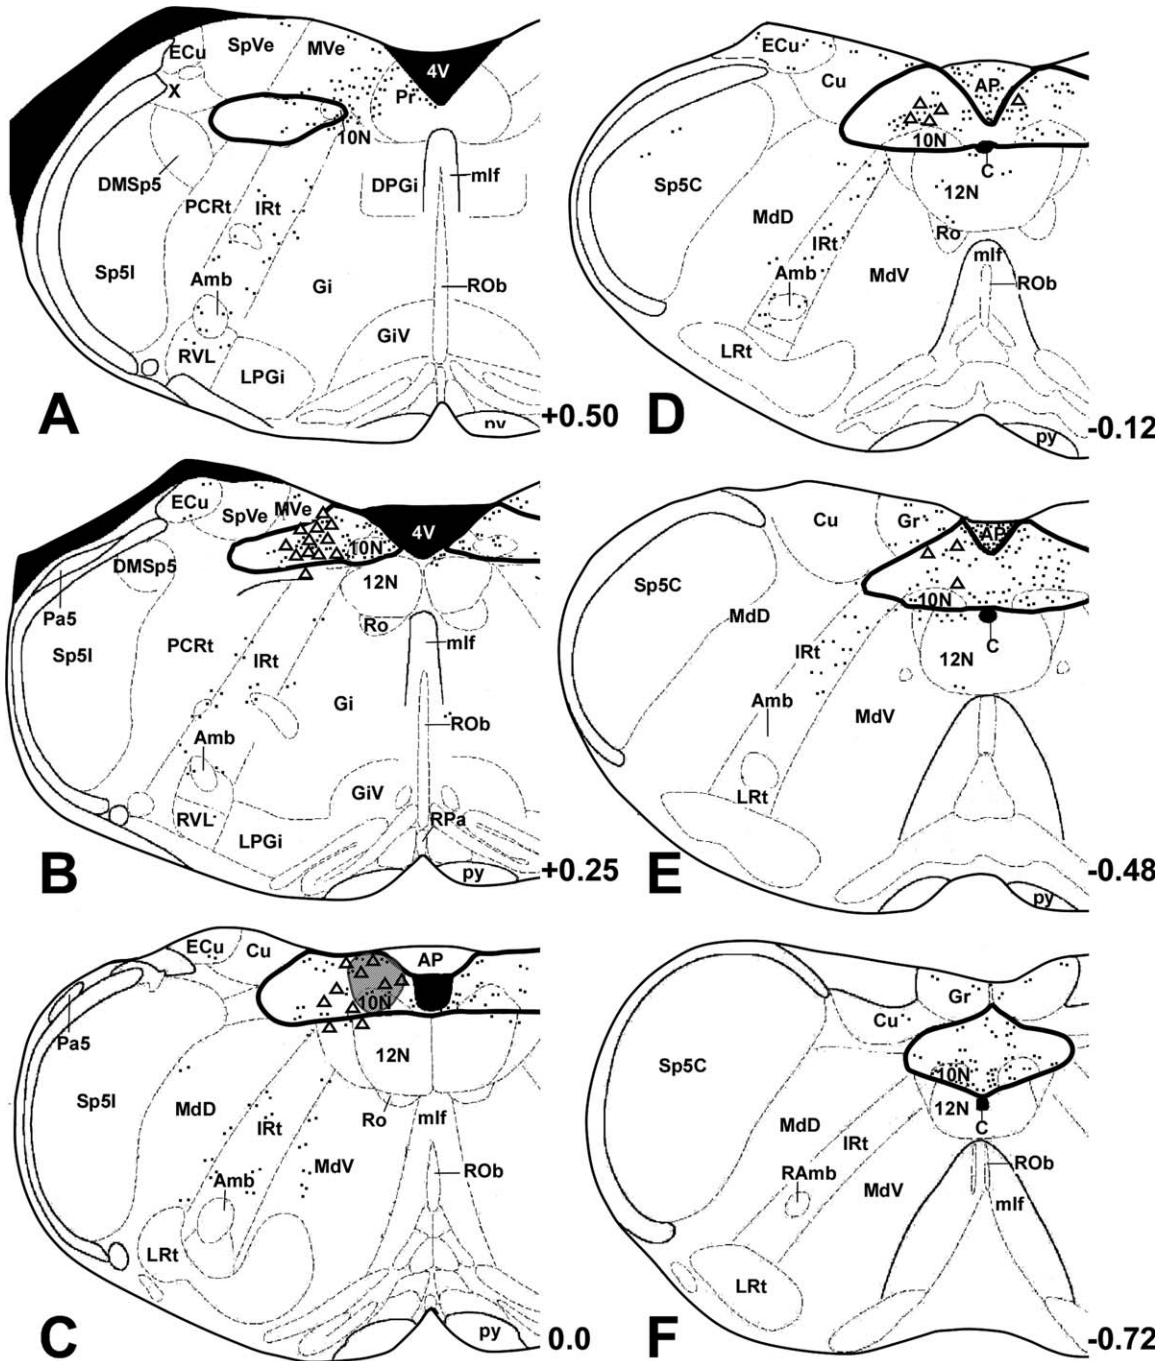 ECu SpVe MVe
4V
X Pr
10N
DMSp5 DPGi mlf
PCRt IRt
Sp5I Amb Gi ROb
GiV
RVL LPGi
A py +0.50
ECu SpVe MVe
4V
10N
DMSp5 12N
Pa5 Ro
Sp5I PCRt IRt mlf
Gi
Amb ROb
GiV
RVL RPa
LPGi
B py +0.25
ECu Cu AP
10N
Pa5 12N
Sp5I MdD Ro mlf
IRt
MdV ROb
Amb
LRt
C py 0.0
ECu
Cu AP
10N
C
Sp5C 12N
MdD IRt Ro
mlf
Amb MdV ROb
LRt
D py -0.12
Cu Gr AP
Sp5C
MdD 10N
C
IRt 12N
Amb MdV
LRt
E py -0.48
Gr
Cu
Sp5C 10N
12N
C
MdD IRt
RAmb ROb
MdV mlf
LRt
F -0.72